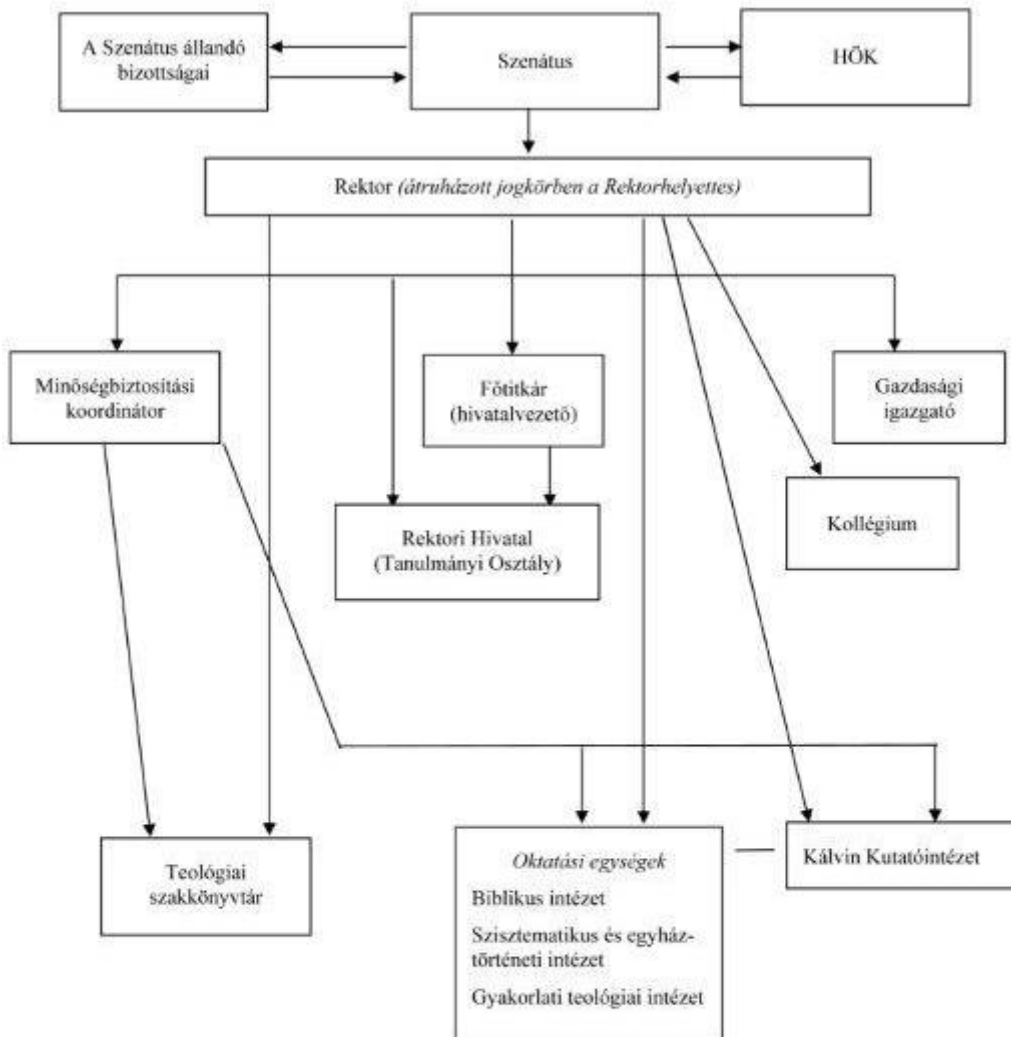 A Szenátus állandó
bizottságai
Szenátus
HÖK
Rektor (átruházott jogkörben a Rektorhelyettes)
Minőségbiztosítási
koordinátor
Főtitkár
(hivatalvezető)
Gazdasági
igazgató
Rektori Hivatal
(Tanulmányi Osztály)
Kollégium
Teológiai
szakkönyvtár
Oktatási egységek
Biblikus intézet
Szisztematikus és egyház-
történeti intézet
Gyakorlati teológiai intézet
Kálvin Kutatóintézet